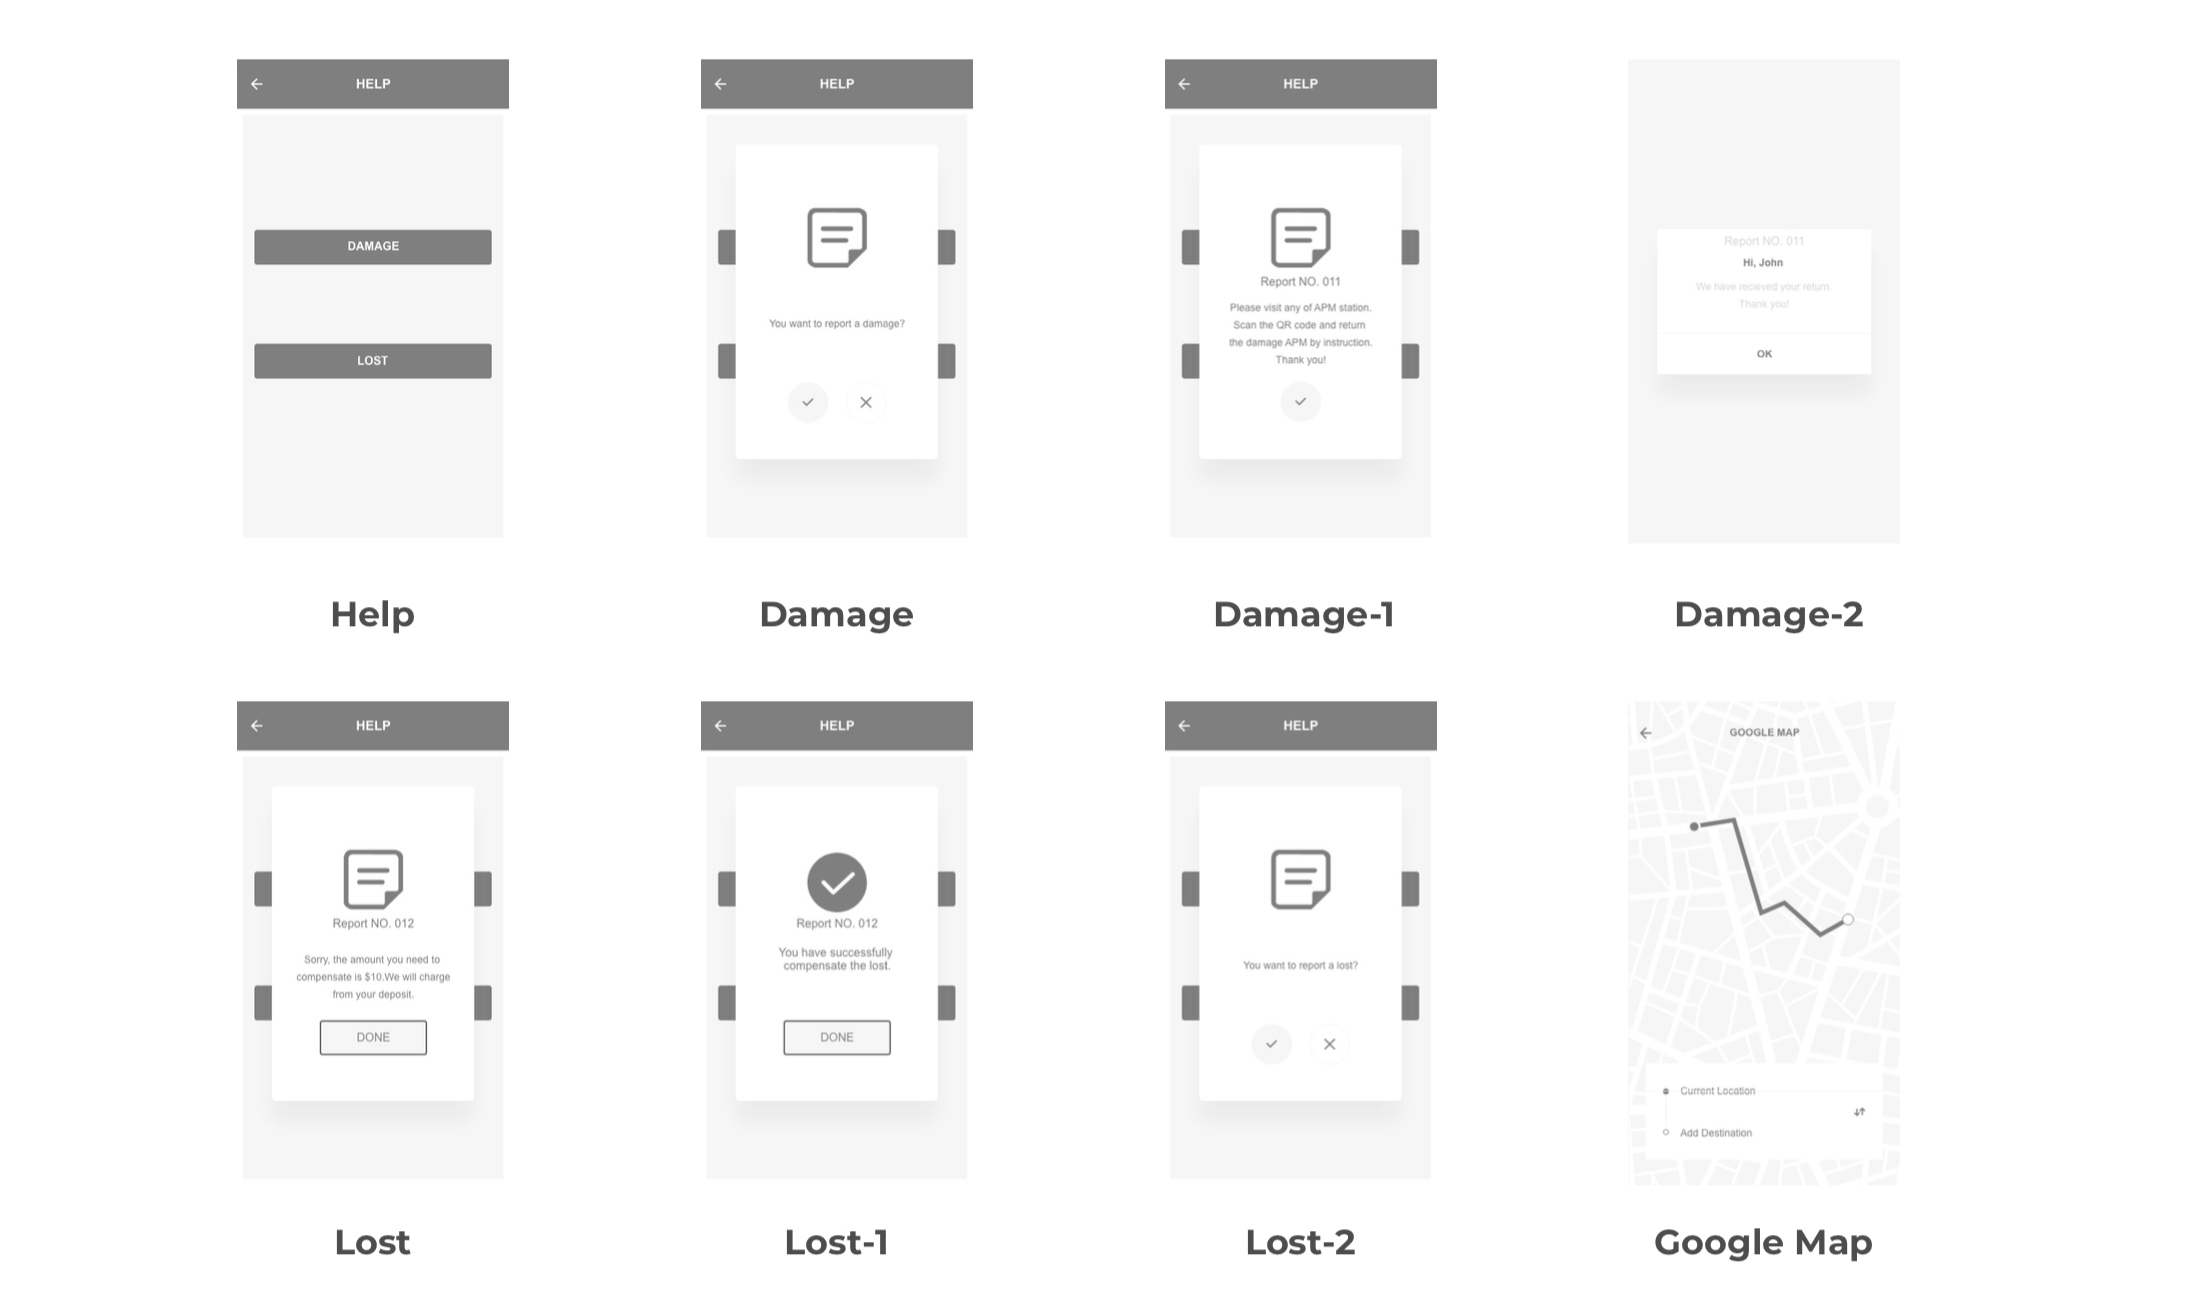 HELP
DAMAGE
LOST
Help
HELP
You want to report a damage?
Damage
HELP
Report NO. 011
Please visit any of APM station.
Scan the QR code and return
the damage APM by instruction.
Thank you!
Damage-1
Report NO. 011
Hi, John
We have recieved your return.
Thank you!
OK
Damage-2
HELP
Report NO. 012
Sorry, the amount you need to
compensate is $10.We will charge
from your deposit.
DONE
Lost
HELP
Report NO. 012
You have successfully
compensate the lost.
DONE
Lost-1
HELP
You want to report a lost?
Lost-2
GOOGLE MAP
Current Location
Add Destination
Google Map